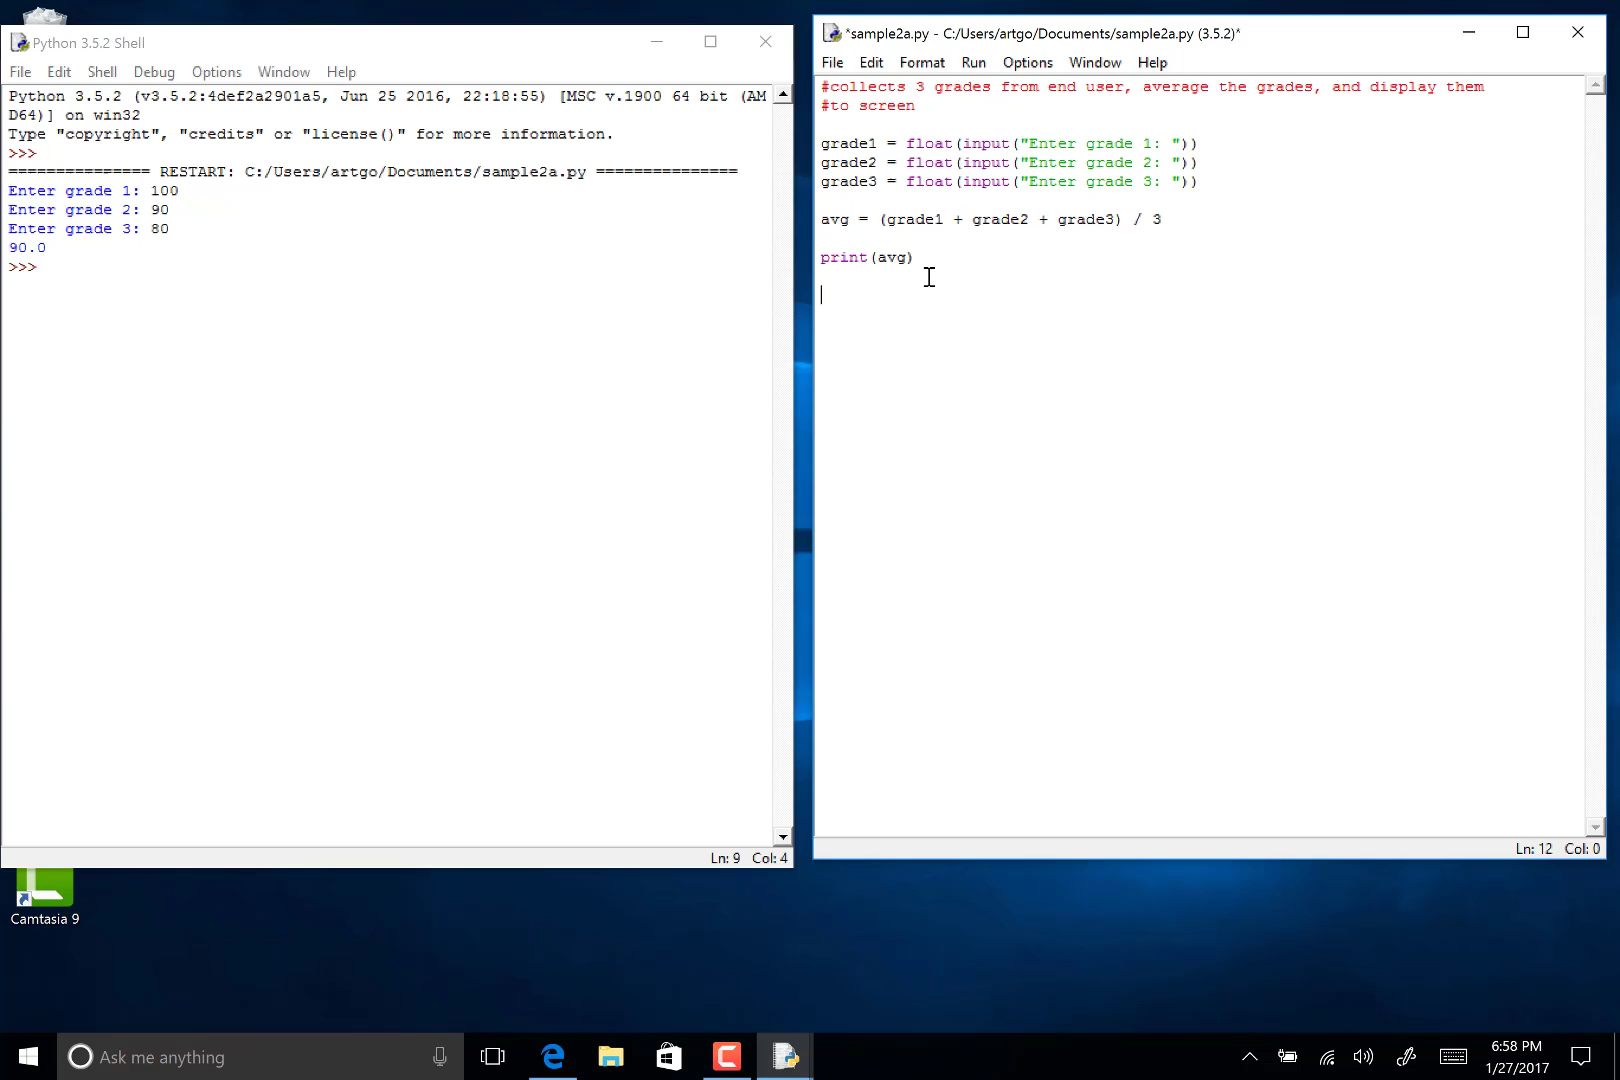 Python 3.5.2 Shell
File Edit Shell Debug Options Window Help
Python 3.5.2 (v3.5.2:4def2a2901a5, Jun 25 2016, 22:18:55) [MSC v.1900 64 bit (AM
D64)] on win32
Type "copyright", "credits" or "license()" for more information.
>>>
=============== RESTART: C:/Users/artgo/Documents/sample2a.py ===============
Enter grade 1: 100
Enter grade 2: 90
Enter grade 3: 80
90.0
>>>
Ln: 9 Col: 4
*sample2a.py - C:/Users/artgo/Documents/sample2a.py (3.5.2)*
File Edit Format Run Options Window Help
#collects 3 grades from end user, average the grades, and display them
#to screen
grade1 = float(input("Enter grade 1: "))
grade2 = float(input("Enter grade 2: "))
grade3 = float(input("Enter grade 3: "))
avg = (grade1 + grade2 + grade3) / 3
print(avg)
Ln: 12 Col: 0
Camtasia 9
Ask me anything
6:58 PM
1/27/2017